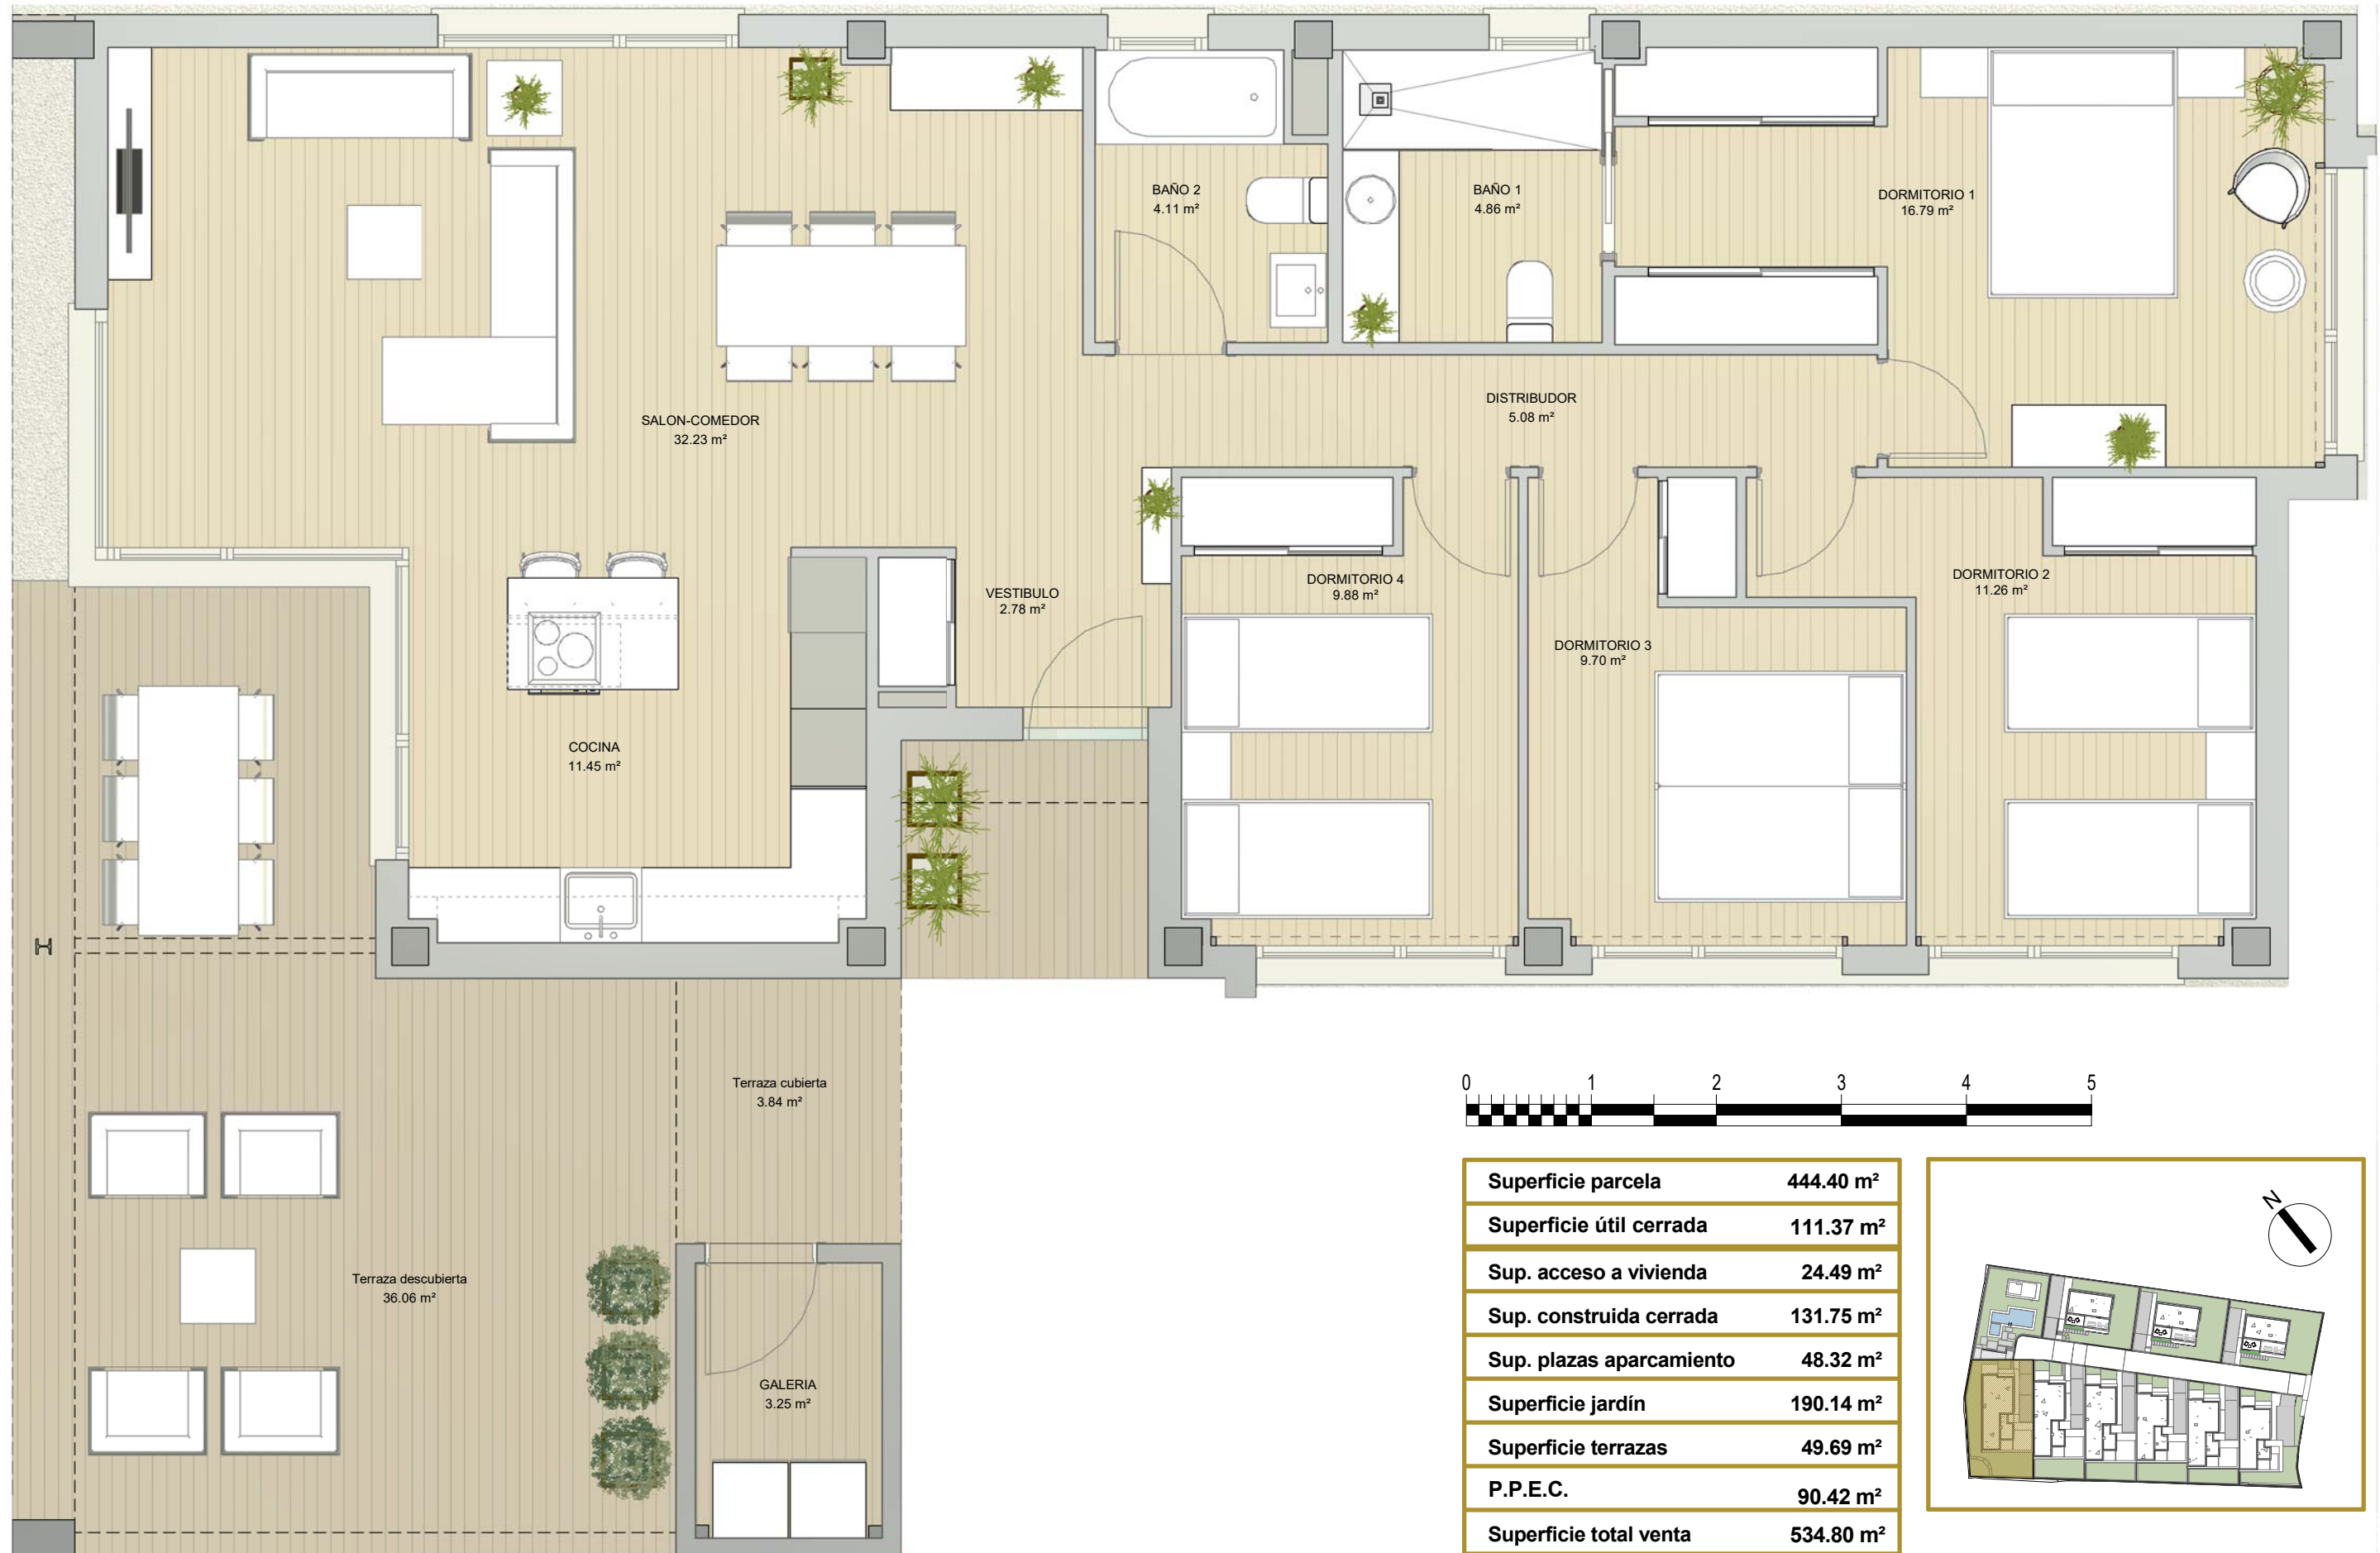 BAÑO 2
4.11 m²
BAÑO 1
4.86 m²
DORMITORIO 1
16.79 m²
SALON-COMEDOR
32.23 m²
DISTRIBUDOR
5.08 m²
VESTIBULO
2.78 m²
DORMITORIO 4
9.88 m²
DORMITORIO 3
9.70 m²
DORMITORIO 2
11.26 m²
COCINA
11.45 m²
Terraza cubierta
3.84 m²
Terraza descubierta
36.06 m²
GALERIA
3.25 m²
0 1 2 3 4 5
Superficie parcela 444.40 m²
Superficie útil cerrada 111.37 m²
Sup. acceso a vivienda 24.49 m²
Sup. construida cerrada 131.75 m²
Sup. plazas aparcamiento 48.32 m²
Superficie jardín 190.14 m²
Superficie terrazas 49.69 m²
P.P.E.C. 90.42 m²
Superficie total venta 534.80 m²
N